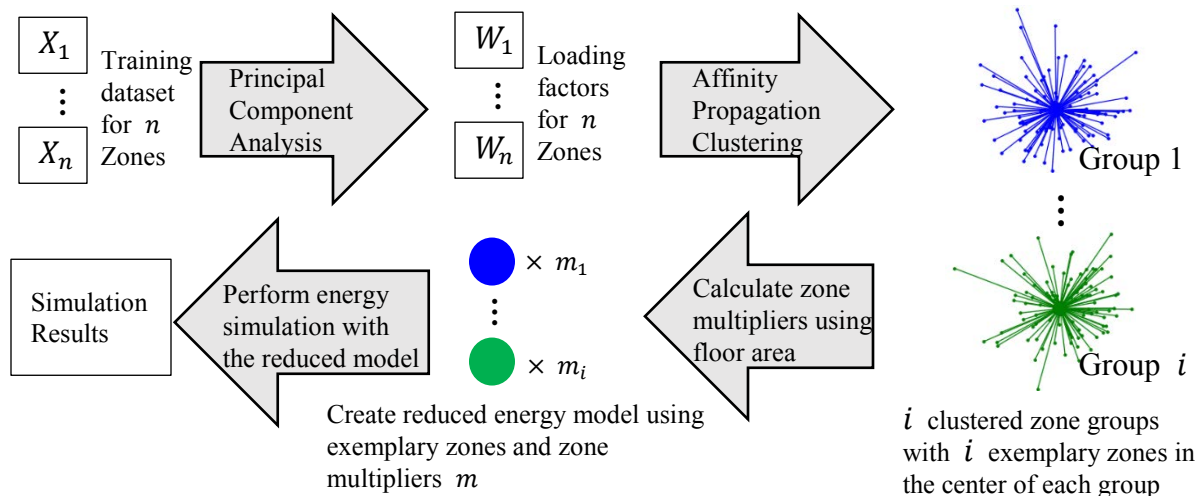 X₁
⋮
Xₙ
Training
dataset
for n
Zones
Principal
Component
Analysis
W₁
⋮
Wₙ
Loading
factors
for n
Zones
Affinity
Propagation
Clustering
Group 1
⋮
Group i
i clustered zone groups
with i exemplary zones in
the center of each group
Calculate zone
multipliers using
floor area
× m₁
⋮
× mᵢ
Create reduced energy model using
exemplary zones and zone
multipliers m
Perform energy
simulation with
the reduced model
Simulation
Results